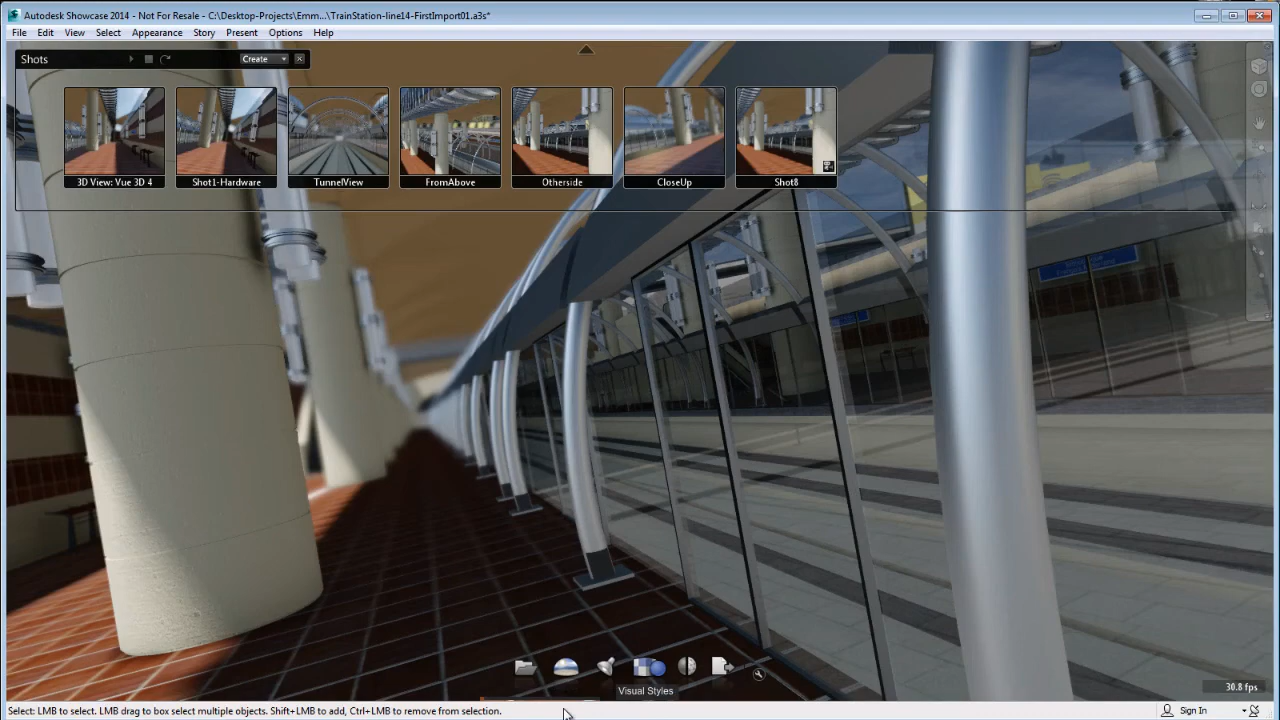 Autodesk Showcase 2014 - Not For Resale - C:\Desktop-Projects\Emm...\TrainStation-line14-FirstImport01.a3s*
File Edit View Select Appearance Story Present Options Help
Shots Create
3D View: Vue 3D 4 Shot1-Hardware TunnelView FromAbove Otherside CloseUp Shot8
Visual Styles
30.8 fps
Select: LMB to select. LMB drag to box select multiple objects. Shift+LMB to add, Ctrl+LMB to remove from selection. Sign In